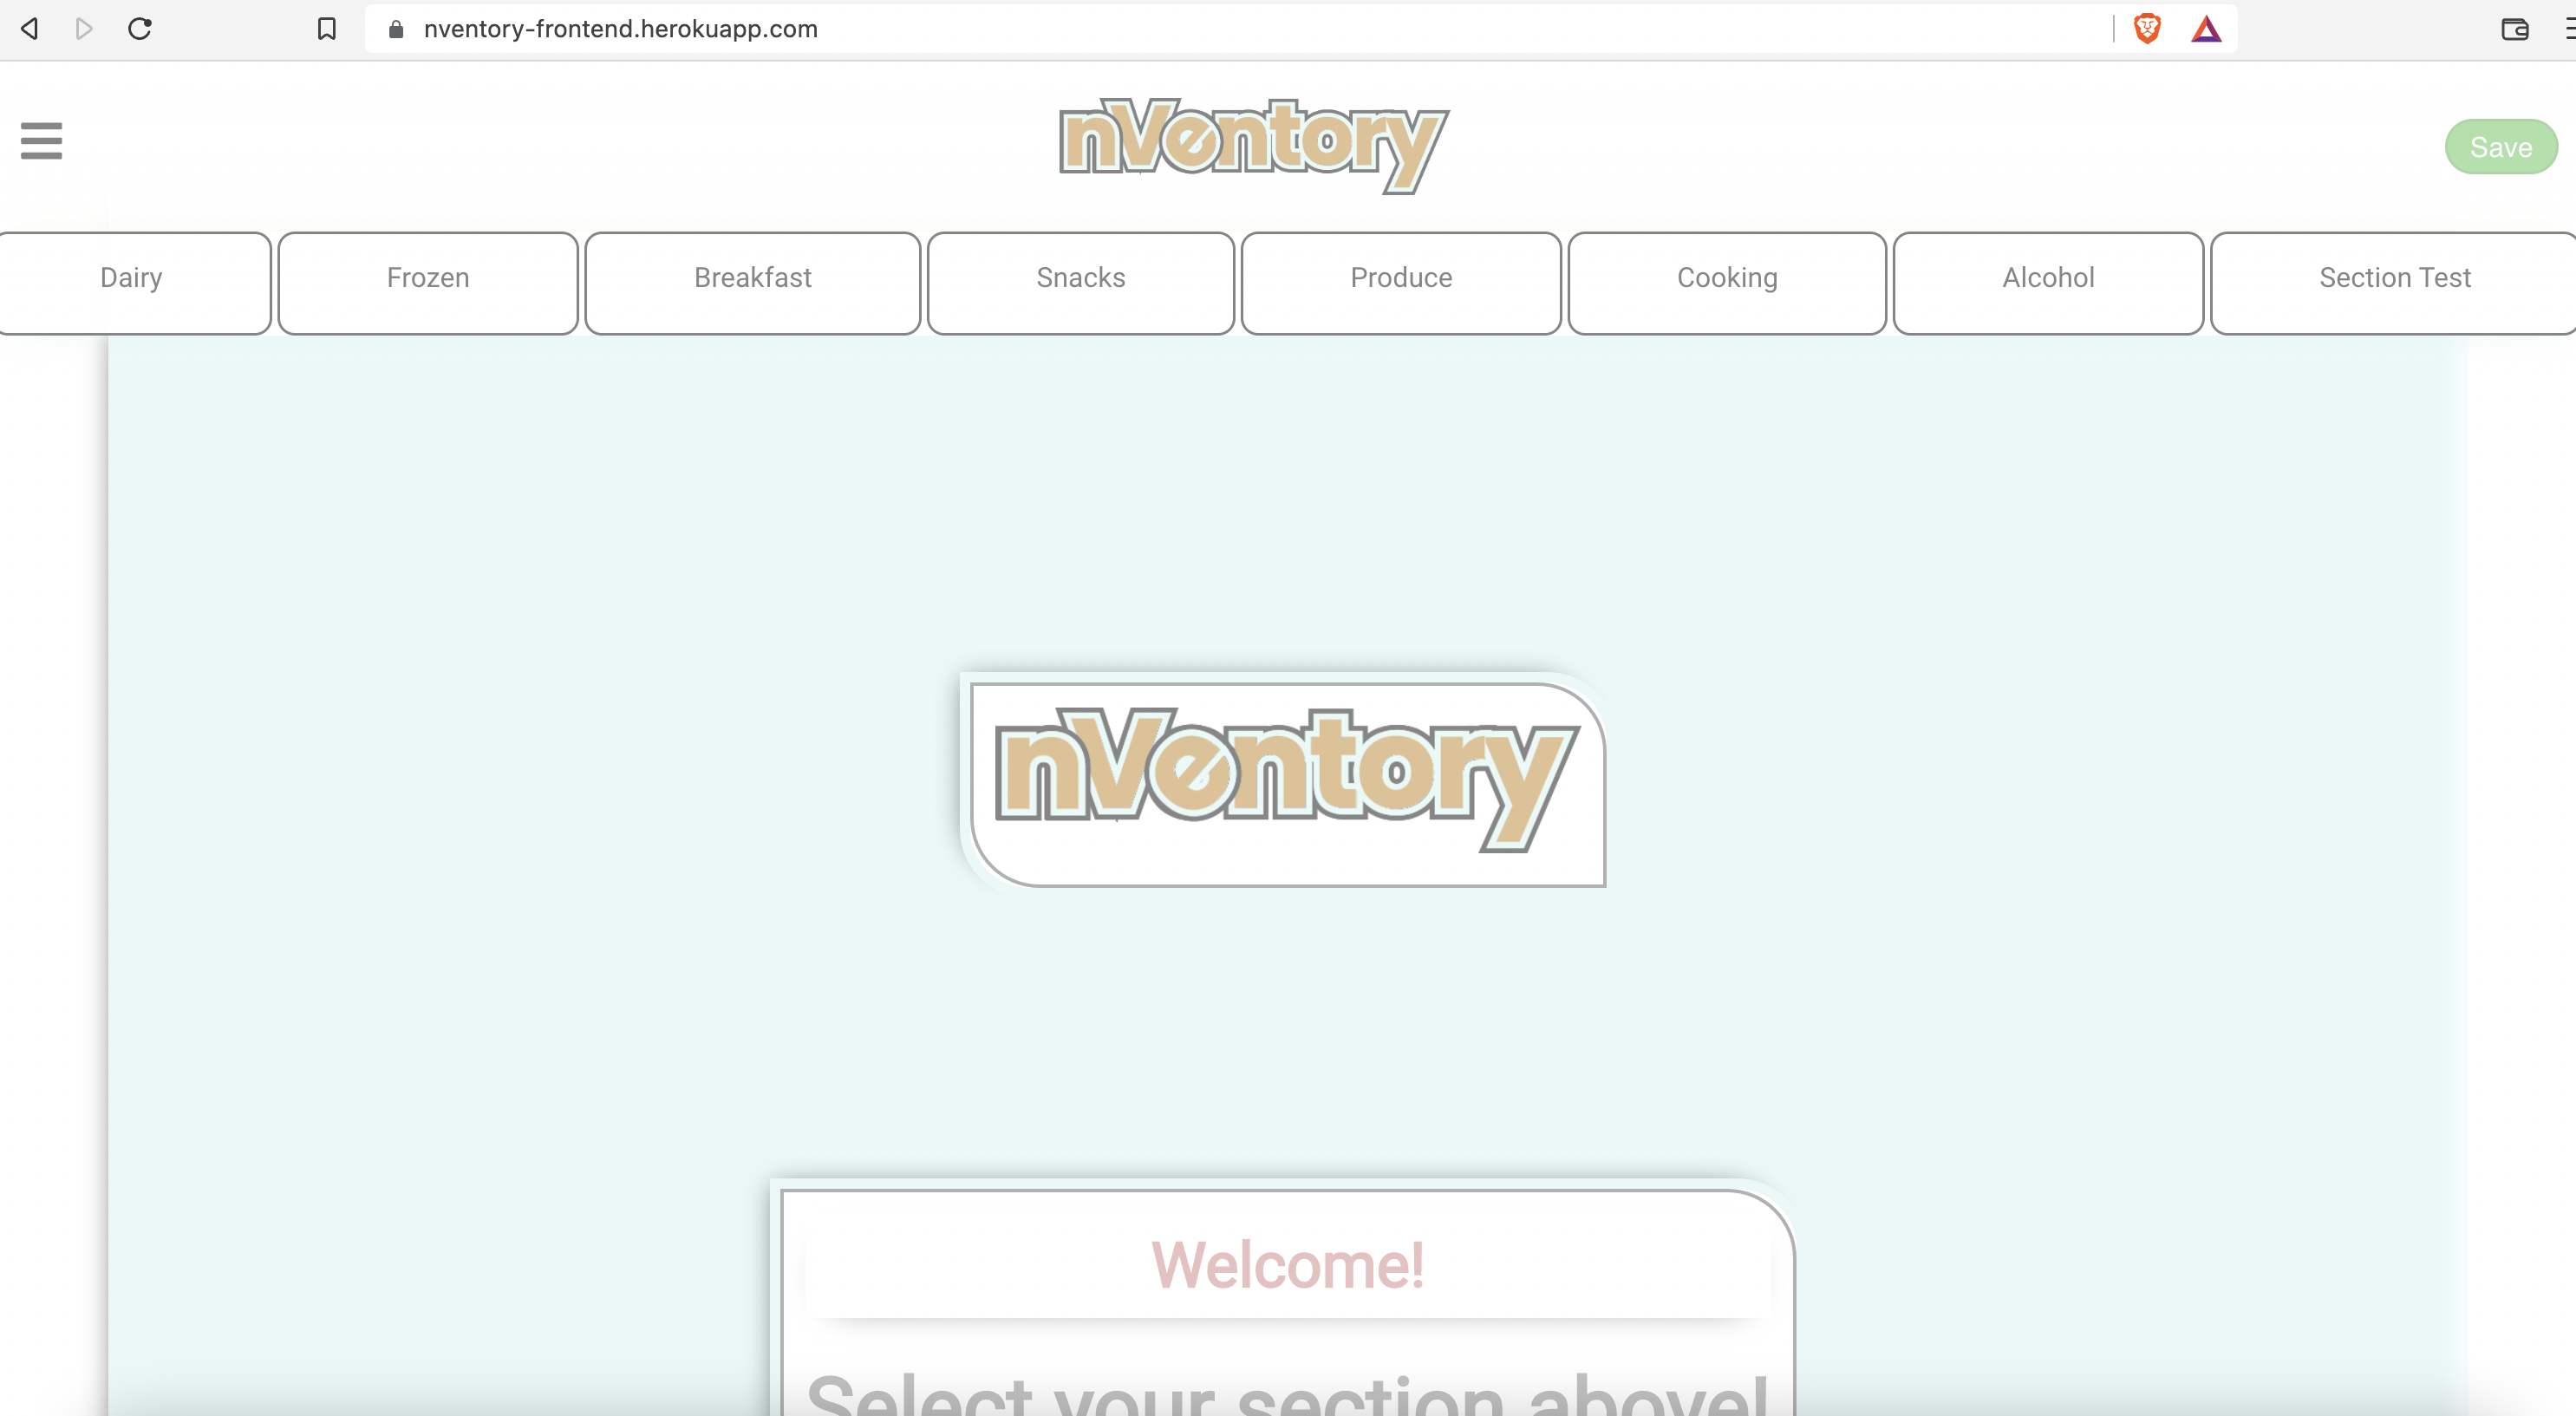 nventory-frontend.herokuapp.com
nVentory
Save
Dairy Frozen Breakfast Snacks Produce Cooking Alcohol Section Test
nVentory
Welcome!
Select your section above!